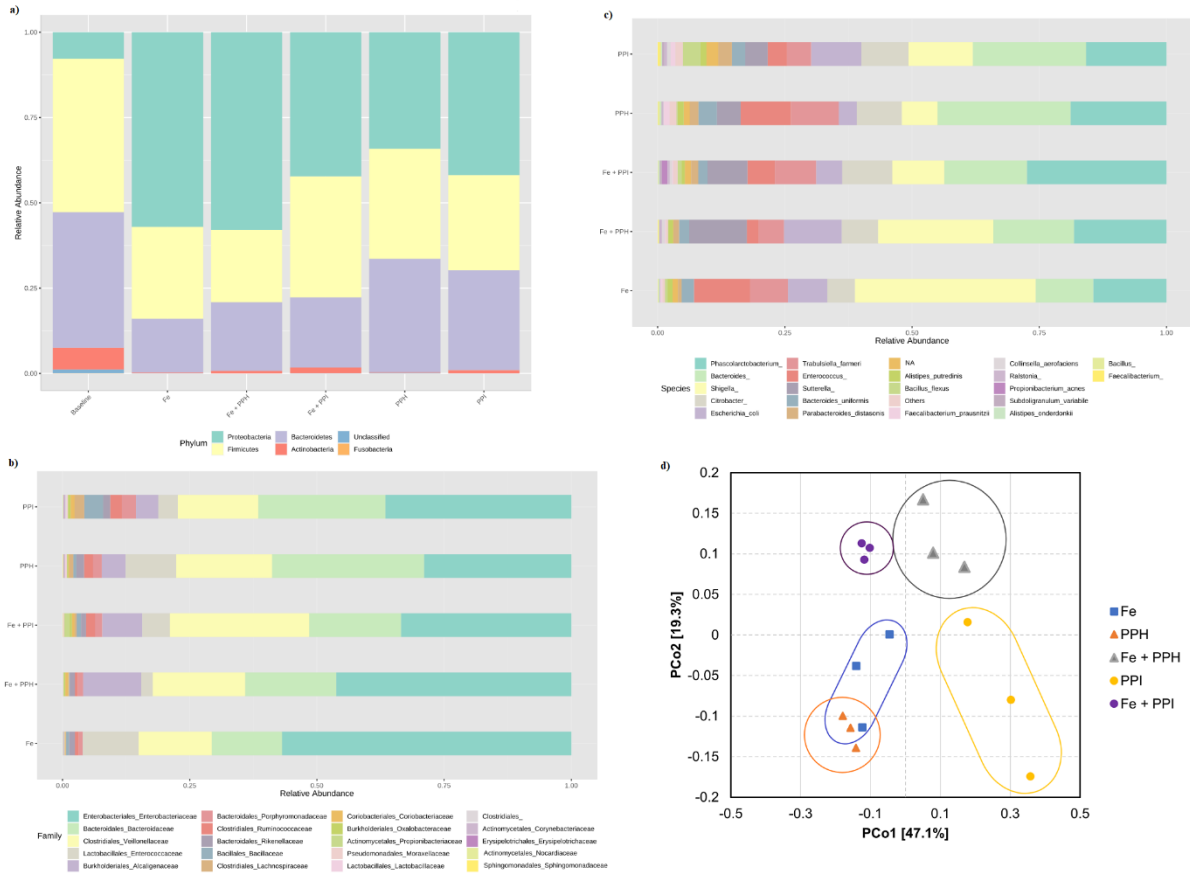 a)
1.00
0.75
0.50
0.25
0.00
Relative Abundance
Baseline
Fe
Fe + PPH
Fe + PPI
PPH
PPI
Phylum
Proteobacteria
Bacteroidetes
Unclassified
Firmicutes
Actinobacteria
Fusobacteria
b)
PPI
PPH
Fe + PPI
Fe + PPH
Fe
0.00
0.25
0.50
0.75
1.00
Relative Abundance
Family
Enterobacteriales_Enterobacteriaceae
Bacteroidales_Porphyromonadaceae
Coriobacteriales_Coriobacteriaceae
Clostridiales_
Bacteroidales_Bacteroidaceae
Clostridiales_Ruminococcaceae
Burkholderiales_Oxalobacteraceae
Actinomycetales_Corynebacteriaceae
Clostridiales_Veillonellaceae
Bacteroidales_Rikenellaceae
Actinomycetales_Propionibacteriaceae
Erysipelotrichales_Erysipelotrichaceae
Lactobacillales_Enterococcaceae
Bacillales_Bacillaceae
Pseudomonadales_Moraxellaceae
Actinomycetales_Nocardiaceae
Burkholderiales_Alcaligenaceae
Clostridiales_Lachnospiraceae
Lactobacillales_Lactobacillaceae
Sphingomonadales_Sphingomonadaceae
c)
PPI
PPH
Fe + PPI
Fe + PPH
Fe
0.00
0.25
0.50
0.75
1.00
Relative Abundance
Species
Phascolarctobacterium_
Trabulsiella_farmeri
NA
Collinsella_aerofaciens
Bacillus_
Bacteroides_
Enterococcus_
Alistipes_putredinis
Ralstonia_
Faecalibacterium_
Shigella_
Sutterella_
Bacillus_flexus
Propionibacterium_acnes
Citrobacter_
Bacteroides_uniformis
Others
Subdoligranulum_variabile
Escherichia_coli
Parabacteroides_distasonis
Faecalibacterium_prausnitzii
Alistipes_onderdonkii
d)
0.2
0.15
0.1
0.05
0
-0.05
-0.1
-0.15
-0.2
PCo2 [19.3%]
-0.5
-0.3
-0.1
0.1
0.3
0.5
PCo1 [47.1%]
Fe
PPH
Fe + PPH
PPI
Fe + PPI